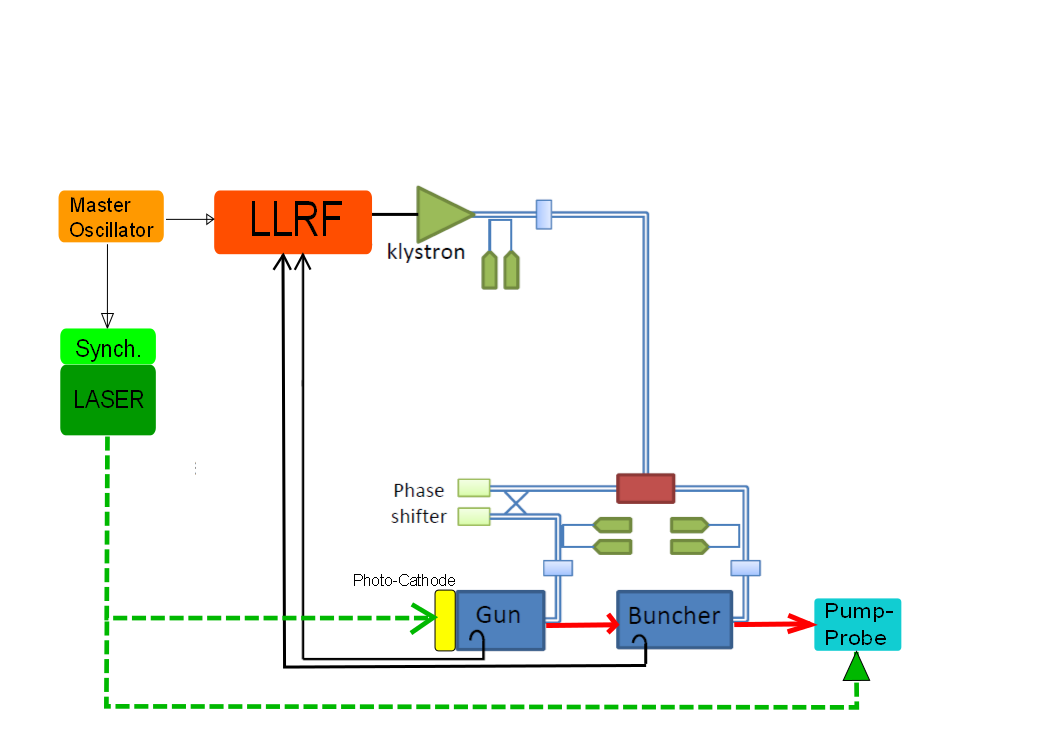 Master
Oscillator
LLRF
klystron
Synch.
LASER
Phase
shifter
Photo-Cathode
Gun
Buncher
Pump-
Probe